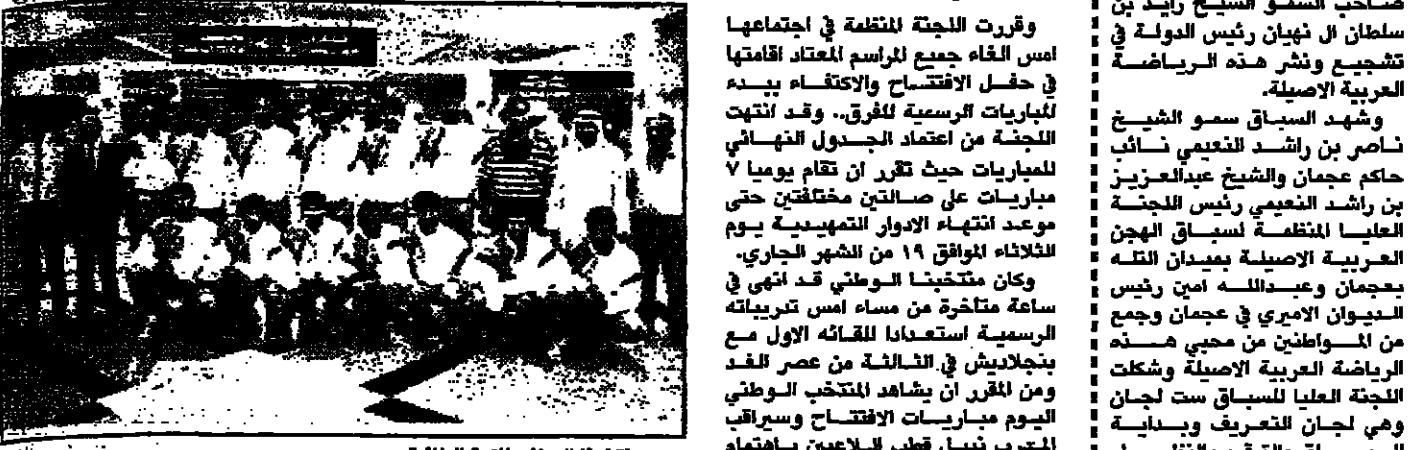 صاحب السمو الشيخ زايد بن
سلطان ال نهيان رئيس الدولة في
تشجيع ونشر هذه الرياضة
العربية الاصيلة.
وشهد السباق سمو الشيخ
ناصر بن راشد النعيمي نائب
حاكم عجمان والشيخ عبدالعزيز
بن راشد النعيمي رئيس اللجنة
العليا المنظمة لسباق الهجن
العربية الاصيلة بميدان التله
بعجمان وعبدالله امين رئيس
الديوان الاميري في عجمان وجمع
من المواطنين من محبي هذه
الرياضة العربية الاصيلة وشكلت
اللجنة العليا للسباق ست لجان
وهي لجان التعريف وبداية
وقررت اللجنة المنظمة في اجتماعها
امس الغاء جميع المراسم المعتاد اقامتها
في حفل الافتتاح والاكتفاء ببدء
المباريات الرسمية للفرق.. وقد انتهت
اللجنة من اعتماد الجدول النهائي
للمباريات حيث تقرر ان تقام يوميا ٧
مباريات على صالتين مختلفتين حتى
موعد انتهاء الادوار التمهيدية يوم
الثلاثاء الموافق ١٩ من الشهر الجاري.
وكان منتخبنا الوطني قد انهى في
ساعة متأخرة من مساء امس تدريباته
الرسمية استعدادا للقائه الاول مع
بنجلاديش في الثالثة من عصر الغد
ومن المقرر ان يشاهد المنتخب الوطني
اليوم مباريات الافتتاح وسيراقب
المدرب نبيل قطب اللاعبين باهتمام